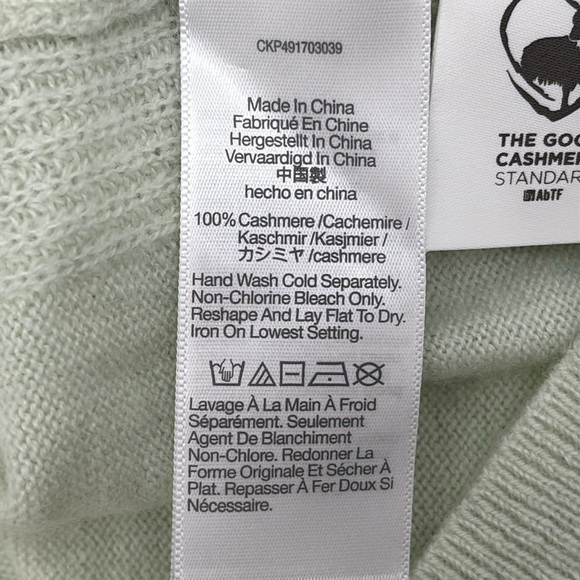 CKP491703039
Made In China
Fabriqué En Chine
Hergestellt In China
Vervaardigd In China
中国製
hecho en china
100% Cashmere /Cachemire /
Kaschmir /Kasjmier /
カシミヤ /cashmere
Hand Wash Cold Separately.
Non-Chlorine Bleach Only.
Reshape And Lay Flat To Dry.
Iron On Lowest Setting.
Lavage À La Main À Froid
Séparément. Seulement
Agent De Blanchiment
Non-Chlore. Redonner La
Forme Originale Et Sécher À
Plat. Repasser À Fer Doux Si
Nécessaire.
THE GOO
CASHMER
STANDAR
AbTF